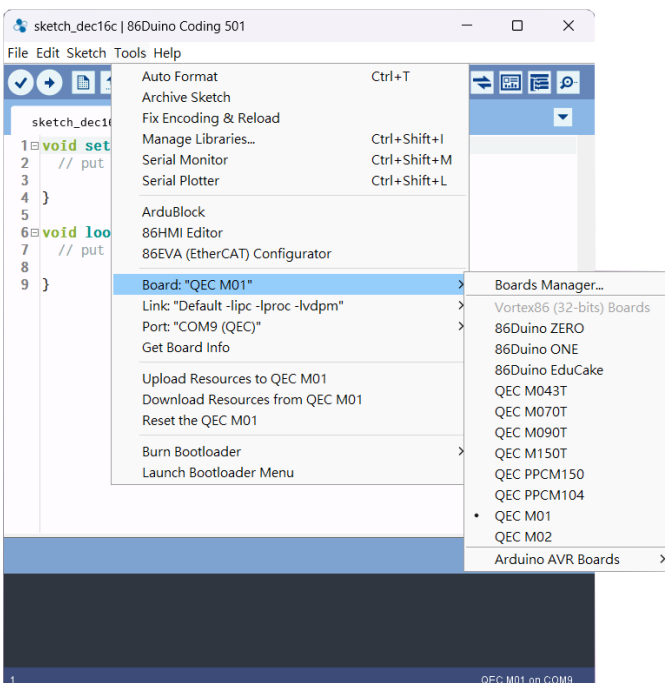 sketch_dec16c | 86Duino Coding 501
File Edit Sketch Tools Help
sketch_dec16
1 void set
2 // put
3
4 }
5
6 void loo
7 // put
8
9 }
Auto Format Ctrl+T
Archive Sketch
Fix Encoding & Reload
Manage Libraries... Ctrl+Shift+I
Serial Monitor Ctrl+Shift+M
Serial Plotter Ctrl+Shift+L
ArduBlock
86HMI Editor
86EVA (EtherCAT) Configurator
Board: "QEC M01"
Link: "Default -lipc -lproc -lvdpm"
Port: "COM9 (QEC)"
Get Board Info
Upload Resources to QEC M01
Download Resources from QEC M01
Reset the QEC M01
Burn Bootloader
Launch Bootloader Menu
Boards Manager...
Vortex86 (32-bits) Boards
86Duino ZERO
86Duino ONE
86Duino EduCake
QEC M043T
QEC M070T
QEC M090T
QEC M150T
QEC PPCM150
QEC PPCM104
QEC M01
QEC M02
Arduino AVR Boards
1 QEC M01 on COM9